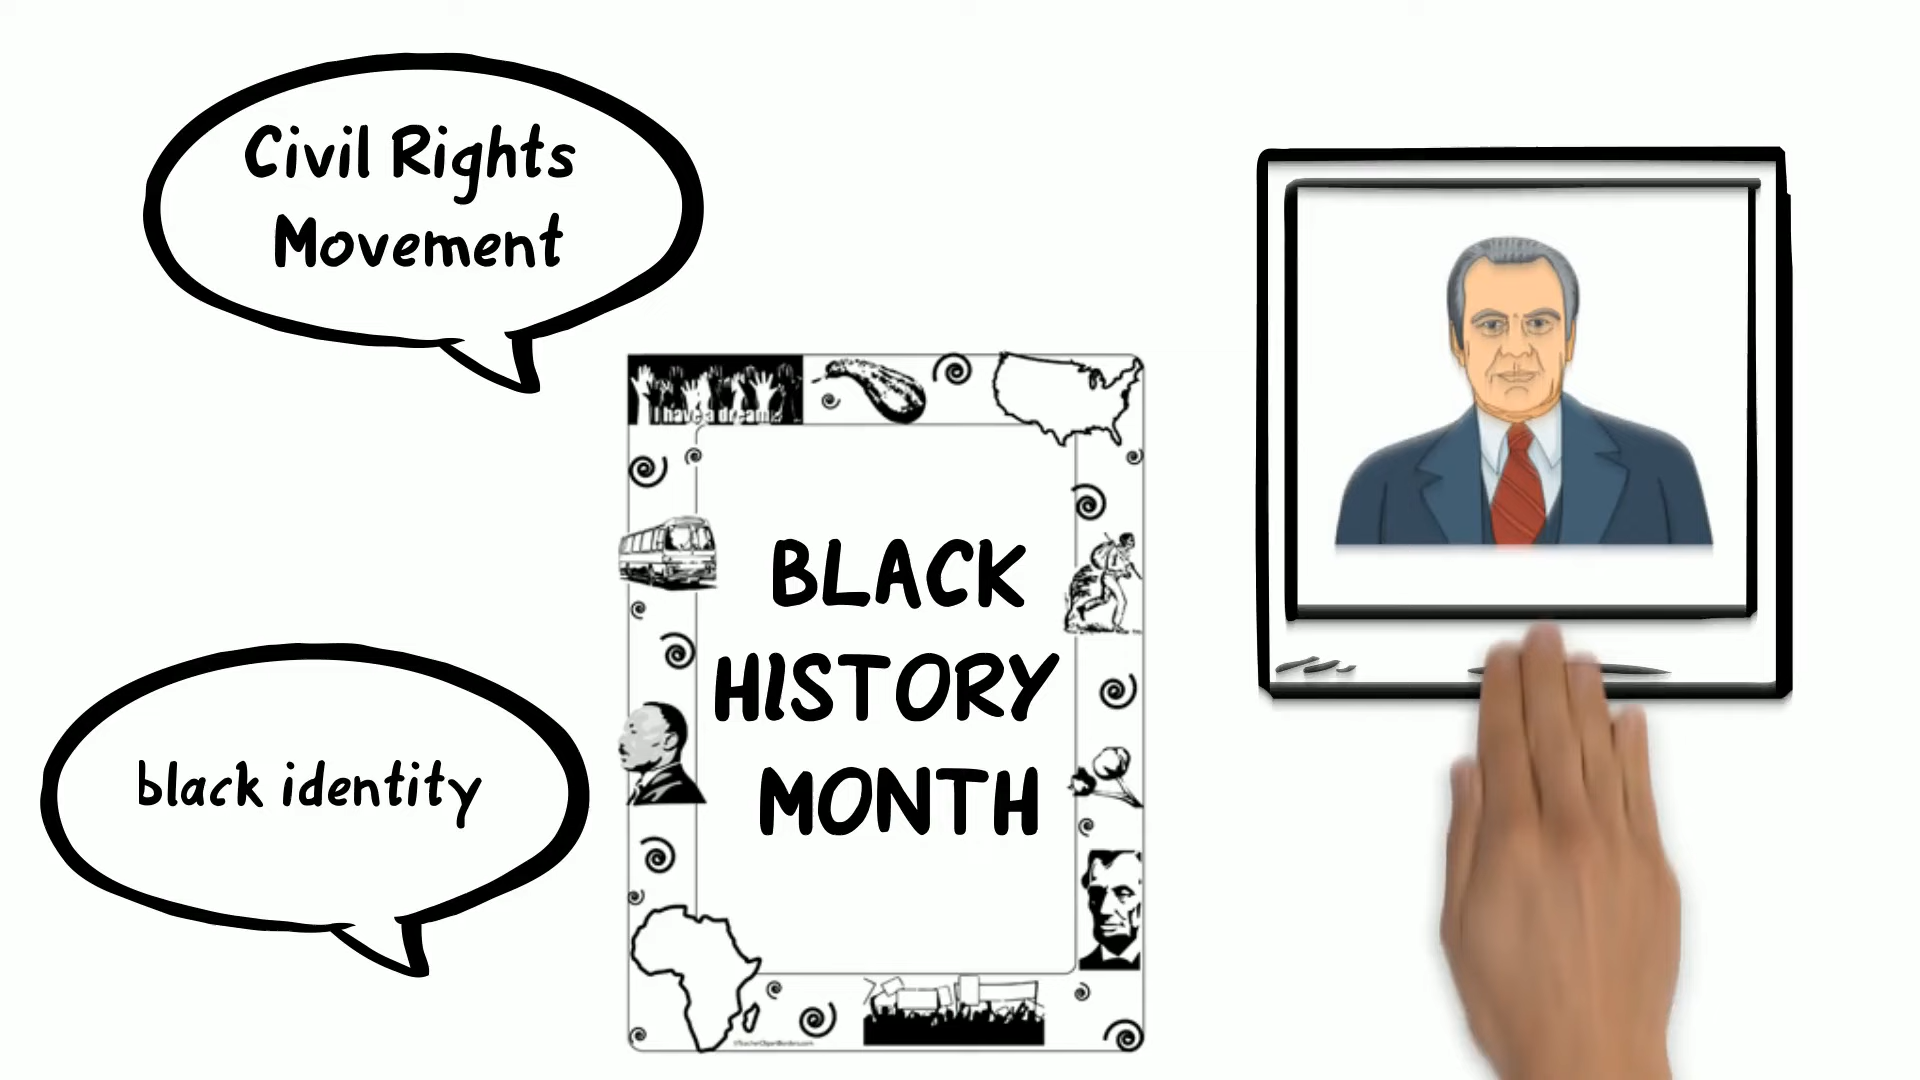 Civil Rights
Movement
I have a dream
BLACK
HISTORY
MONTH
black identity